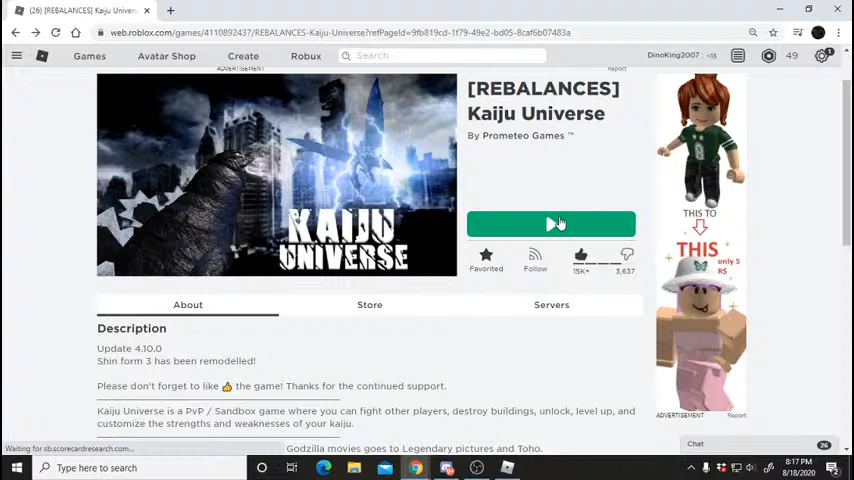 (26) [REBALANCES] Kaiju Univers
web.roblox.com/games/4110892437/REBALANCES-Kaiju-Universe?refPageId=9fb819cd-1f79-49e2-bd05-8caf6b07483a
Games
Avatar Shop
Create
Robux
Search
DinoKing2007 : <13
49
1
ADVERTISEMENT
Report
KAIJU
UNIVERSE
[REBALANCES]
Kaiju Universe
By Prometeo Games ™
Favorited
Follow
15K+
3,637
THIS TO
THIS
only 5
R$
ADVERTISEMENT
Report
About
Store
Servers
Description
Update 4.10.0
Shin form 3 has been remodelled!
Please don't forget to like 👍 the game! Thanks for the continued support.
Kaiju Universe is a PvP / Sandbox game where you can fight other players, destroy buildings, unlock, level up, and
customize the strengths and weaknesses of your kaiju.
Godzilla movies goes to Legendary pictures and Toho.
Waiting for sb.scorecardresearch.com...
Chat
26
Type here to search
8:17 PM
8/18/2020
2